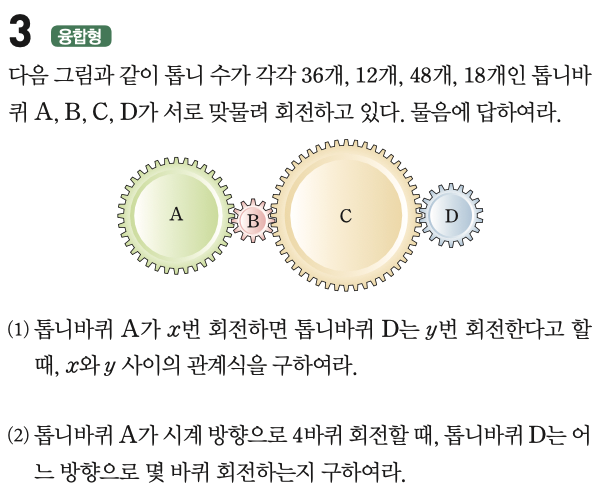 3 융합형
다음 그림과 같이 톱니 수가 각각 36개, 12개, 48개, 18개인 톱니바
퀴 A, B, C, D가 서로 맞물려 회전하고 있다. 물음에 답하여라.
A B C D
(1) 톱니바퀴 A가 x번 회전하면 톱니바퀴 D는 y번 회전한다고 할
때, x와 y 사이의 관계식을 구하여라.
(2) 톱니바퀴 A가 시계 방향으로 4바퀴 회전할 때, 톱니바퀴 D는 어
느 방향으로 몇 바퀴 회전하는지 구하여라.